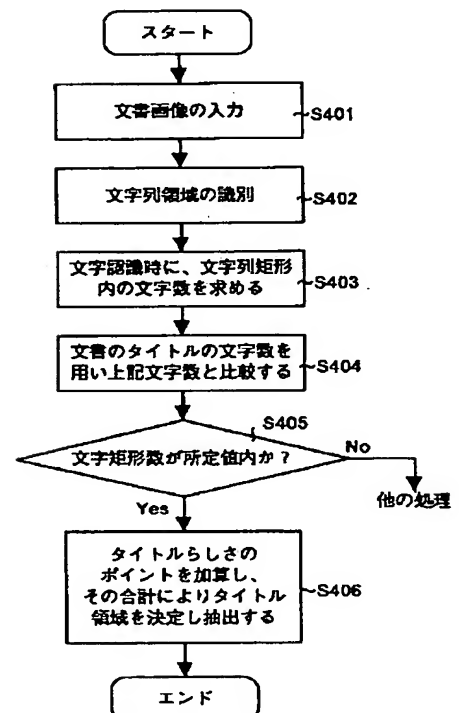 スタート
文書画像の入力
S401
文字列領域の識別
S402
文字認識時に、文字列矩形
内の文字数を求める
S403
文書のタイトルの文字数を
用い上記文字数と比較する
S404
S405
文字矩形数が所定値内か?
No
他の処理
Yes
タイトルらしさの
ポイントを加算し、
その合計によりタイトル
領域を決定し抽出する
S406
エンド